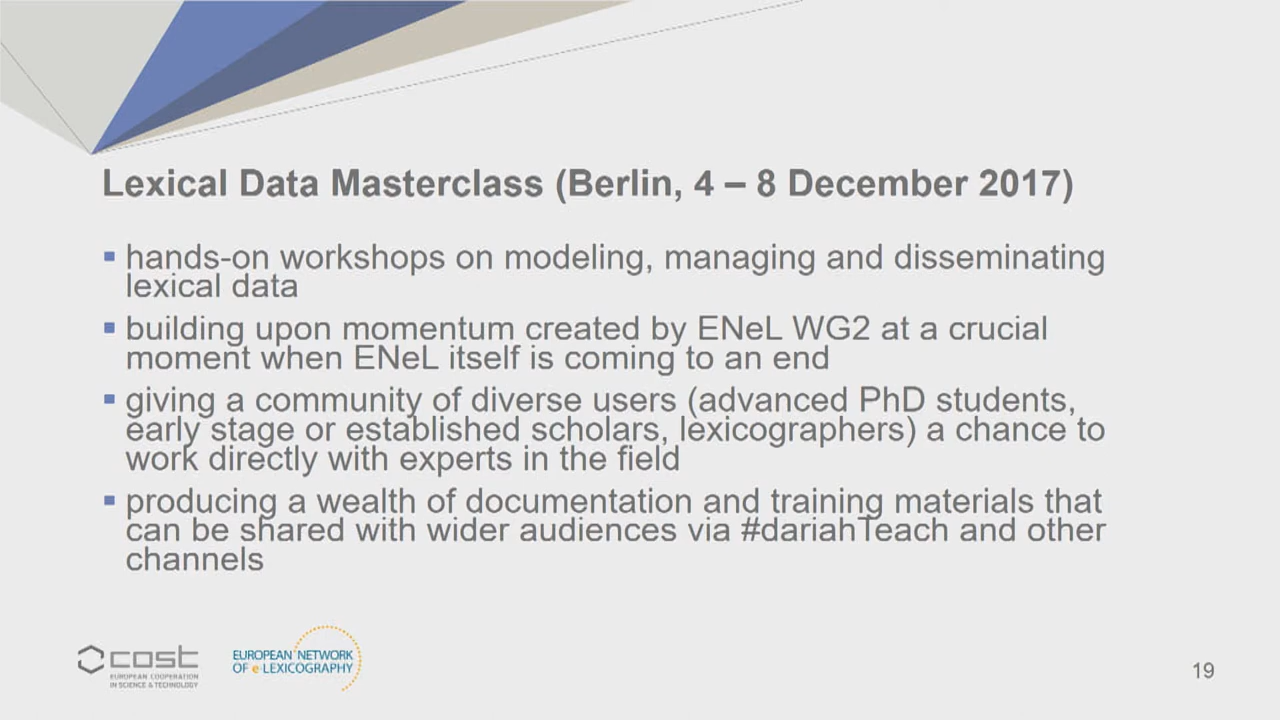 Lexical Data Masterclass (Berlin, 4 – 8 December 2017)
▪ hands-on workshops on modeling, managing and disseminating
lexical data
▪ building upon momentum created by ENeL WG2 at a crucial
moment when ENeL itself is coming to an end
▪ giving a community of diverse users (advanced PhD students,
early stage or established scholars, lexicographers) a chance to
work directly with experts in the field
▪ producing a wealth of documentation and training materials that
can be shared with wider audiences via #dariahTeach and other
channels
cost
EUROPEAN COOPERATION
IN SCIENCE & TECHNOLOGY
EUROPEAN NETWORK
OF e-LEXICOGRAPHY
19